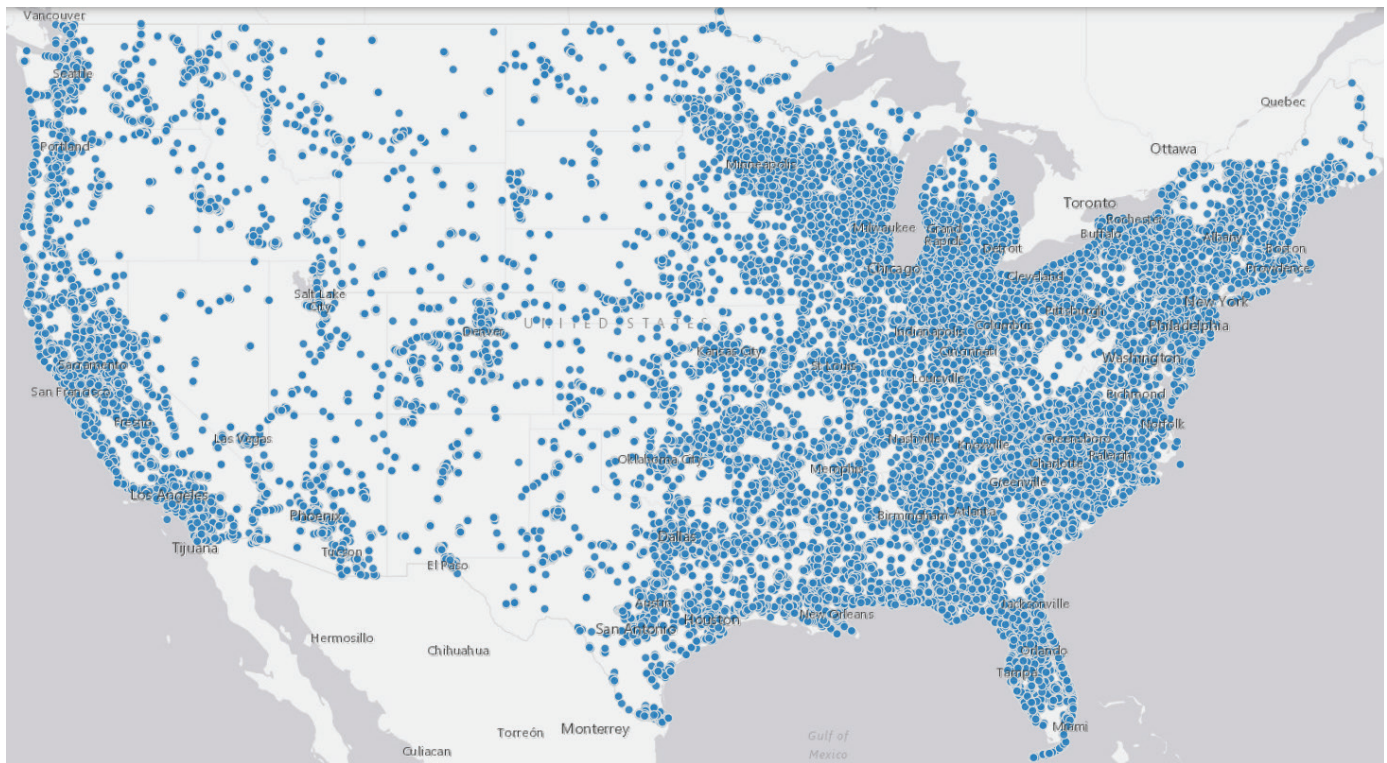 Vancouver
Seattle
Portland
Quebec
Ottawa
Minneapolis
Toronto
Rochester
Buffalo
Albany
Milwaukee
Grand
Rapids
Detroit
Boston
Providence
Chicago
Cleveland
Salt Lake
City
New York
Pittsburgh
Philadelphia
Denver
UNITED STATES
Indianapolis
Columbus
Kansas City
Cincinnati
Washington
Sacramento
St. Louis
Louisville
San Francisco
Richmond
Fresno
Norfolk
Las Vegas
Nashville
Knoxville
Greensboro
Oklahoma City
Memphis
Charlotte
Raleigh
Greenville
Los Angeles
Phoenix
Birmingham
Atlanta
Dallas
Tijuana
Tucson
El Paso
Austin
Jacksonville
New Orleans
Houston
San Antonio
Hermosillo
Chihuahua
Orlando
Tampa
Torreón
Monterrey
Miami
Gulf of
Mexico
Culiacan